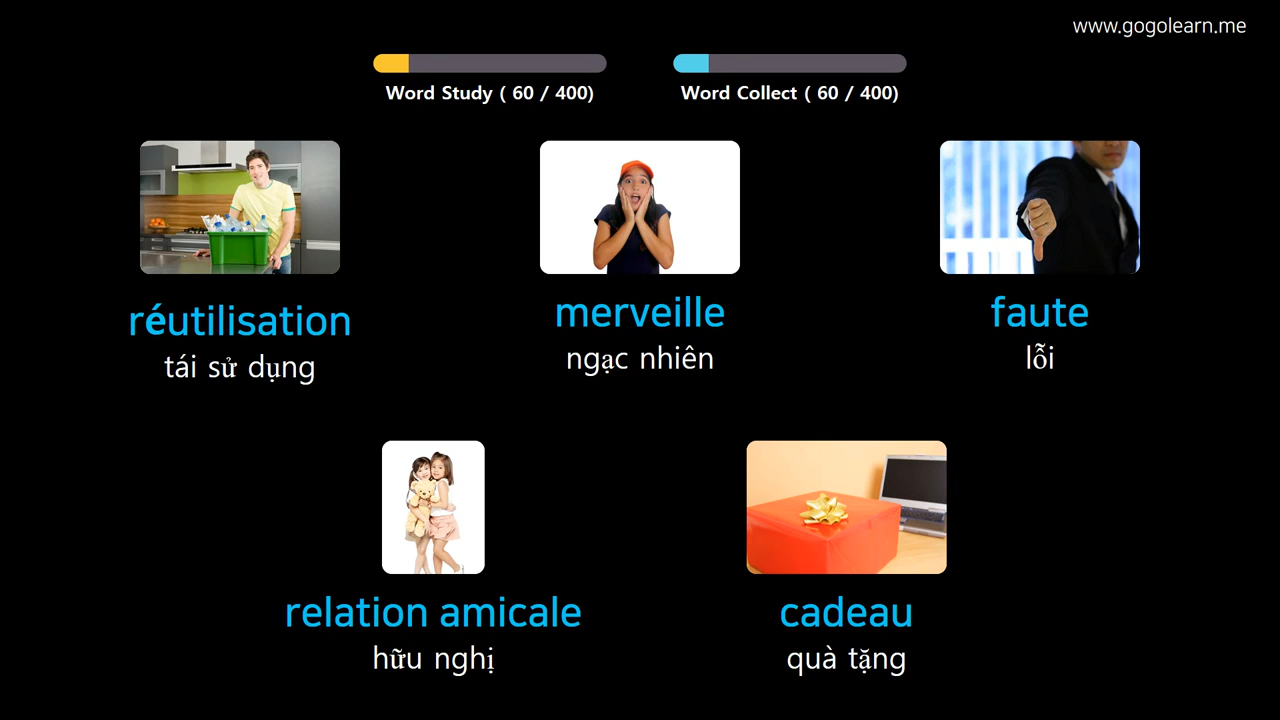 www.gogolearn.me
Word Study ( 60 / 400)
Word Collect ( 60 / 400)
réutilisation
tái sử dụng
merveille
ngạc nhiên
faute
lỗi
relation amicale
hữu nghị
cadeau
quà tặng